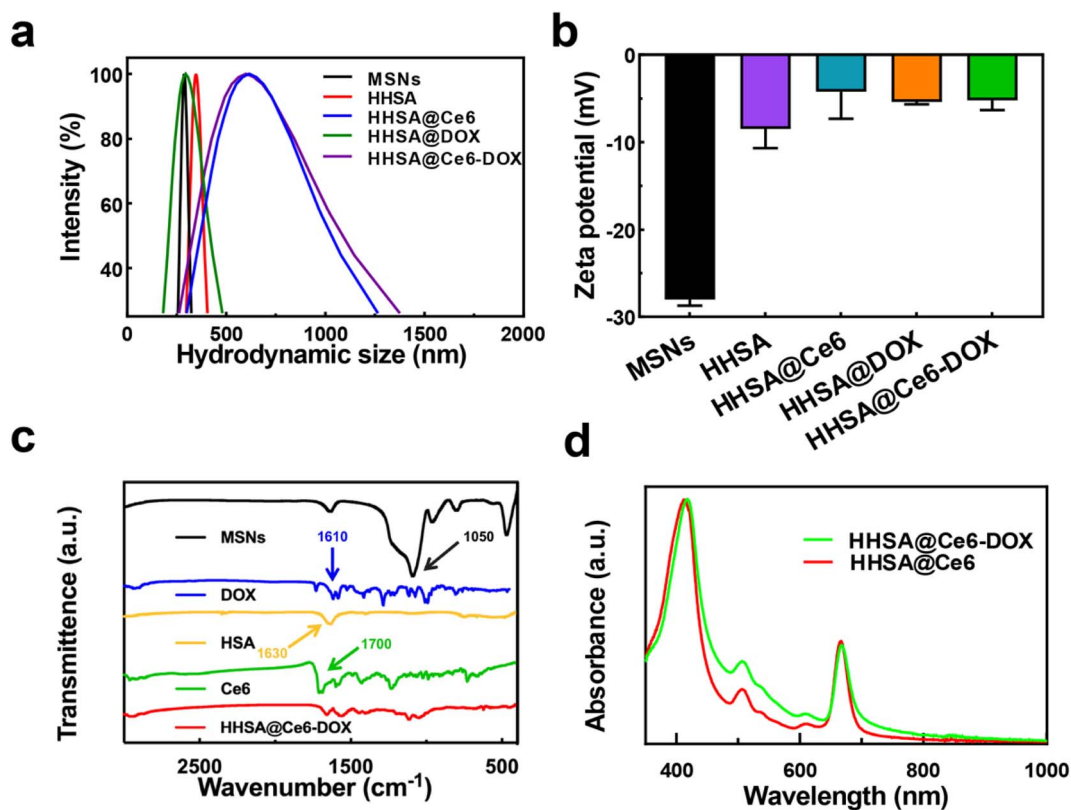 a
100
80
60
40
Intensity (%)
0
500
1000
1500
2000
Hydrodynamic size (nm)
MSNs
HHSA
HHSA@Ce6
HHSA@DOX
HHSA@Ce6-DOX
b
0
-10
-20
-30
Zeta potential (mV)
MSNs
HHSA
HHSA@Ce6
HHSA@DOX
HHSA@Ce6-DOX
c
Transmittence (a.u.)
MSNs
1610
1050
DOX
HSA
1630
1700
Ce6
HHSA@Ce6-DOX
2500
1500
500
Wavenumber (cm⁻¹)
d
Absorbance (a.u.)
HHSA@Ce6-DOX
HHSA@Ce6
400
600
800
1000
Wavelength (nm)